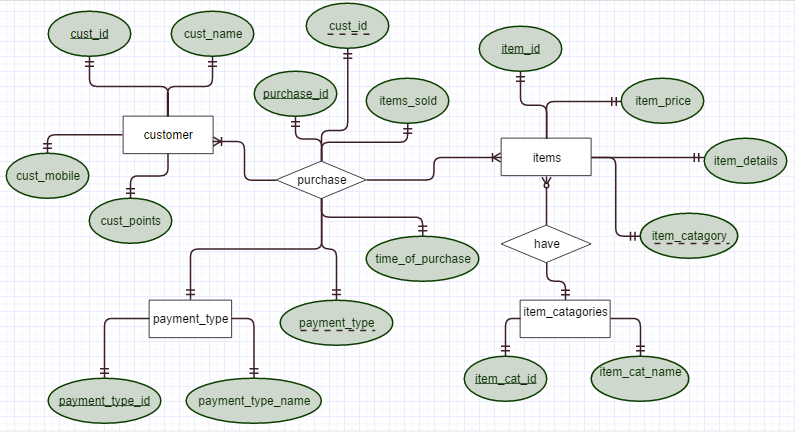 cust_id
cust_name
cust_id
item_id
purchase_id
items_sold
item_price
customer
items
item_details
cust_mobile
purchase
cust_points
item_catagory
have
time_of_purchase
payment_type
payment_type
item_catagories
item_cat_id
item_cat_name
payment_type_id
payment_type_name